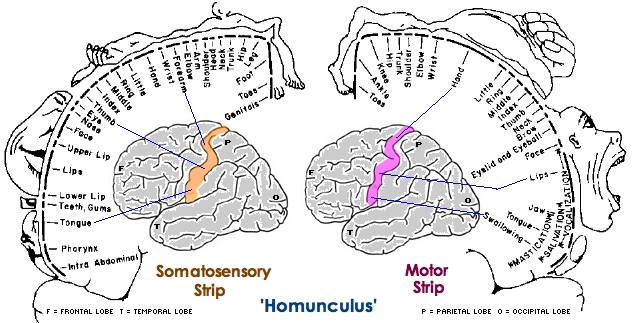 Intra Abdominal
Pharynx
Tongue
Teeth, Gums
Lower Lip
Lips
Upper Lip
Face
Nose
Eye
Thumb
Index
Middle
Ring
Little
Hand
Wrist
Forearm
Elbow
Arm
Shoulder
Head
Neck
Trunk
Hip
Leg
Foot
Toes
Genitals
F
P
O
T
Somatosensory
Strip
Toes
Ankle
Knee
Hip
Trunk
Shoulder
Elbow
Wrist
Hand
Little
Ring
Middle
Index
Thumb
Neck
Brow
Eyelid and Eyeball
Face
Lips
Jaw
Tongue
Swallowing
*MASTICATION*
*SALIVATION*
*VOCALIZATION*
F
P
O
T
Motor
Strip
'Homunculus'
F = FRONTAL LOBE T = TEMPORAL LOBE
P = PARIETAL LOBE O = OCCIPITAL LOBE